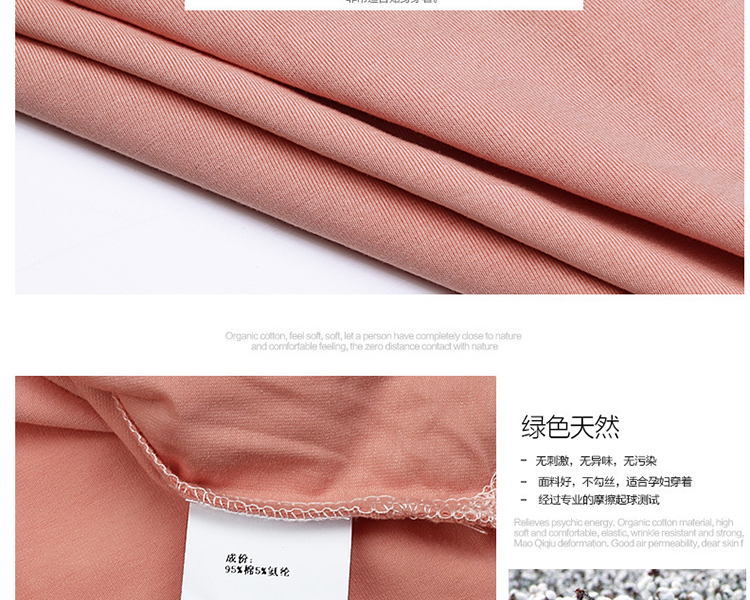 Organic cotton, feel soft, soft, let a person have completely close to nature
and comfortable feeling, the zero distance contact with nature
绿色天然
- 无刺激，无异味，无污染
- 面料好，不勾丝，适合孕妇穿着
- 经过专业的摩擦起球测试
Relieves psychic energy, Organic cotton material, high
soft and comfortable, elastic, wrinkle resistant and strong,
Mao Qiqiu deformation. Good air permeability, dear skin f
成份：
95%棉5%氨纶